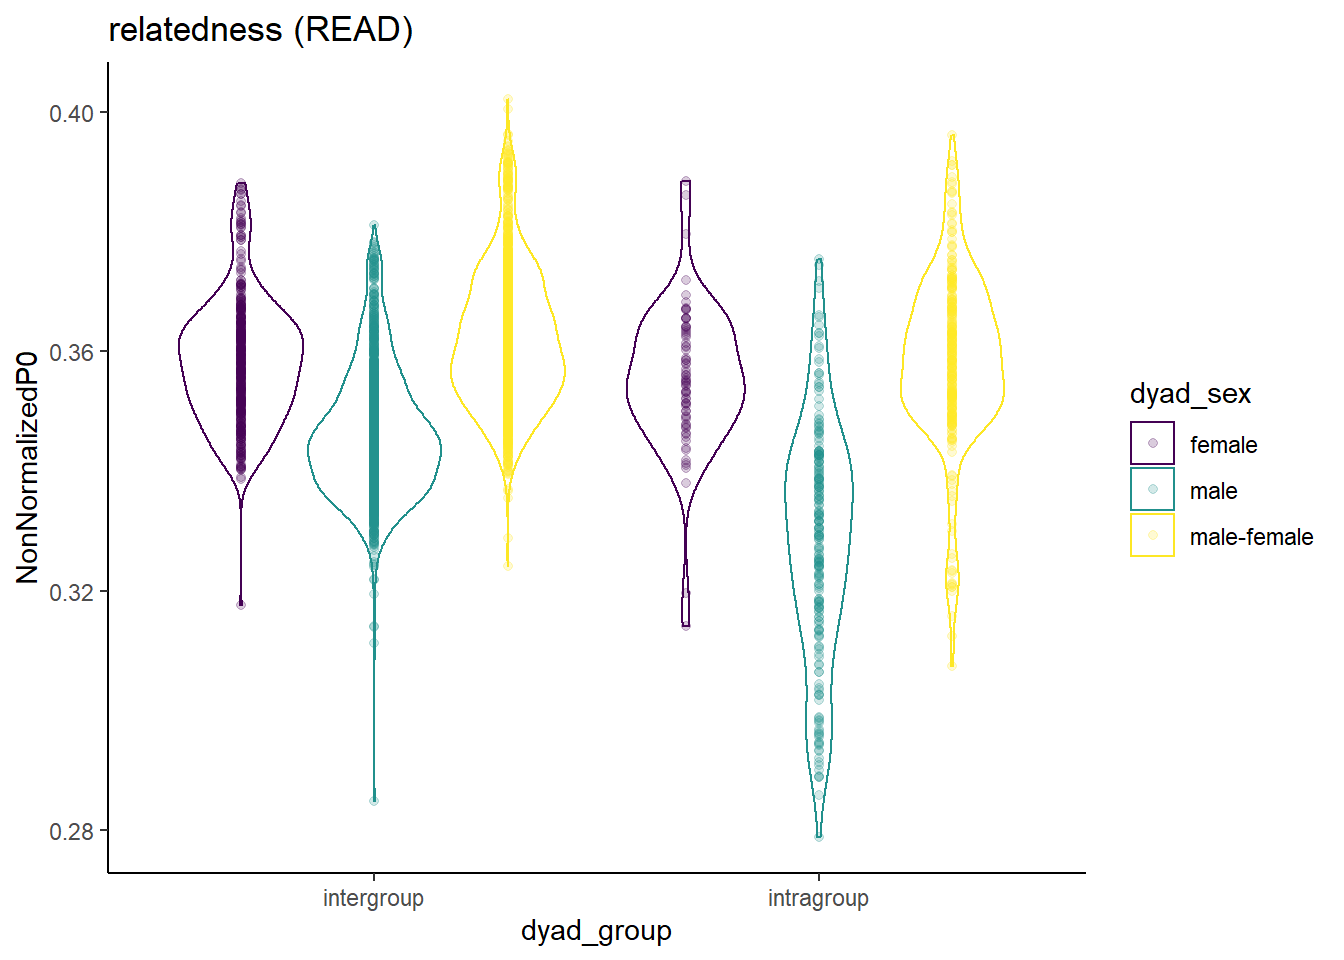 relatedness (READ)
NonNormalizedP0
0.40
0.36
0.32
0.28
intergroup
intragroup
dyad_group
dyad_sex
female
male
male-female